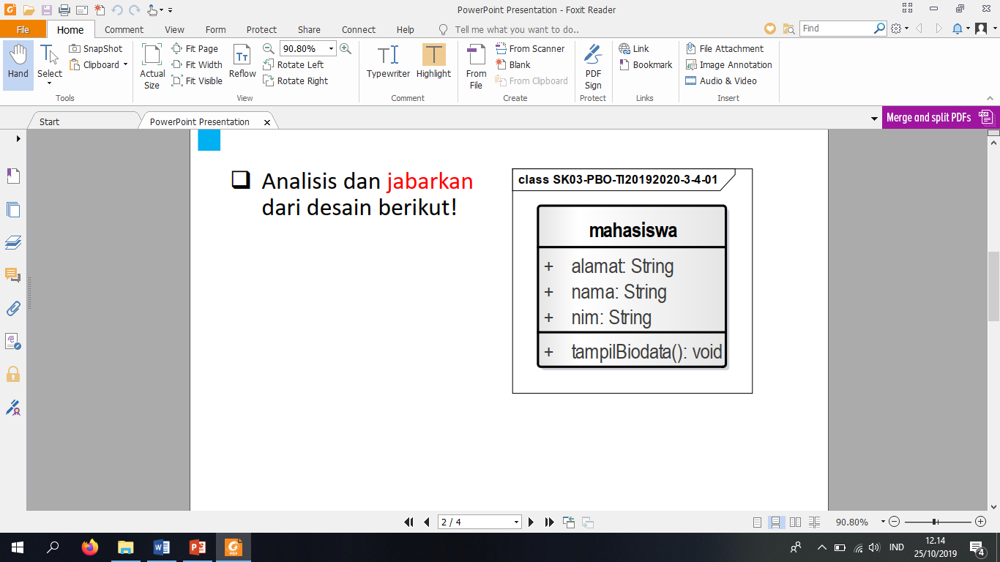 PowerPoint Presentation - Foxit Reader
File Home Comment View Form Protect Share Connect Help Tell me what you want to do.. Find
Hand
Select
SnapShot
Clipboard
Tools
Actual Size
Fit Page
Fit Width
Fit Visible
Reflow
90.80%
Rotate Left
Rotate Right
View
Typewriter
Highlight
Comment
From File
From Scanner
Blank
From Clipboard
Create
PDF Sign
Protect
Link
Bookmark
Links
File Attachment
Image Annotation
Audio & Video
Insert
Start
PowerPoint Presentation
Merge and split PDFs
Analisis dan jabarkan
dari desain berikut!
class SK03-PBO-TI20192020-3-4-01
mahasiswa
+ alamat: String
+ nama: String
+ nim: String
+ tampilBiodata(): void
2 / 4
90.80%
IND
12.14
25/10/2019
4